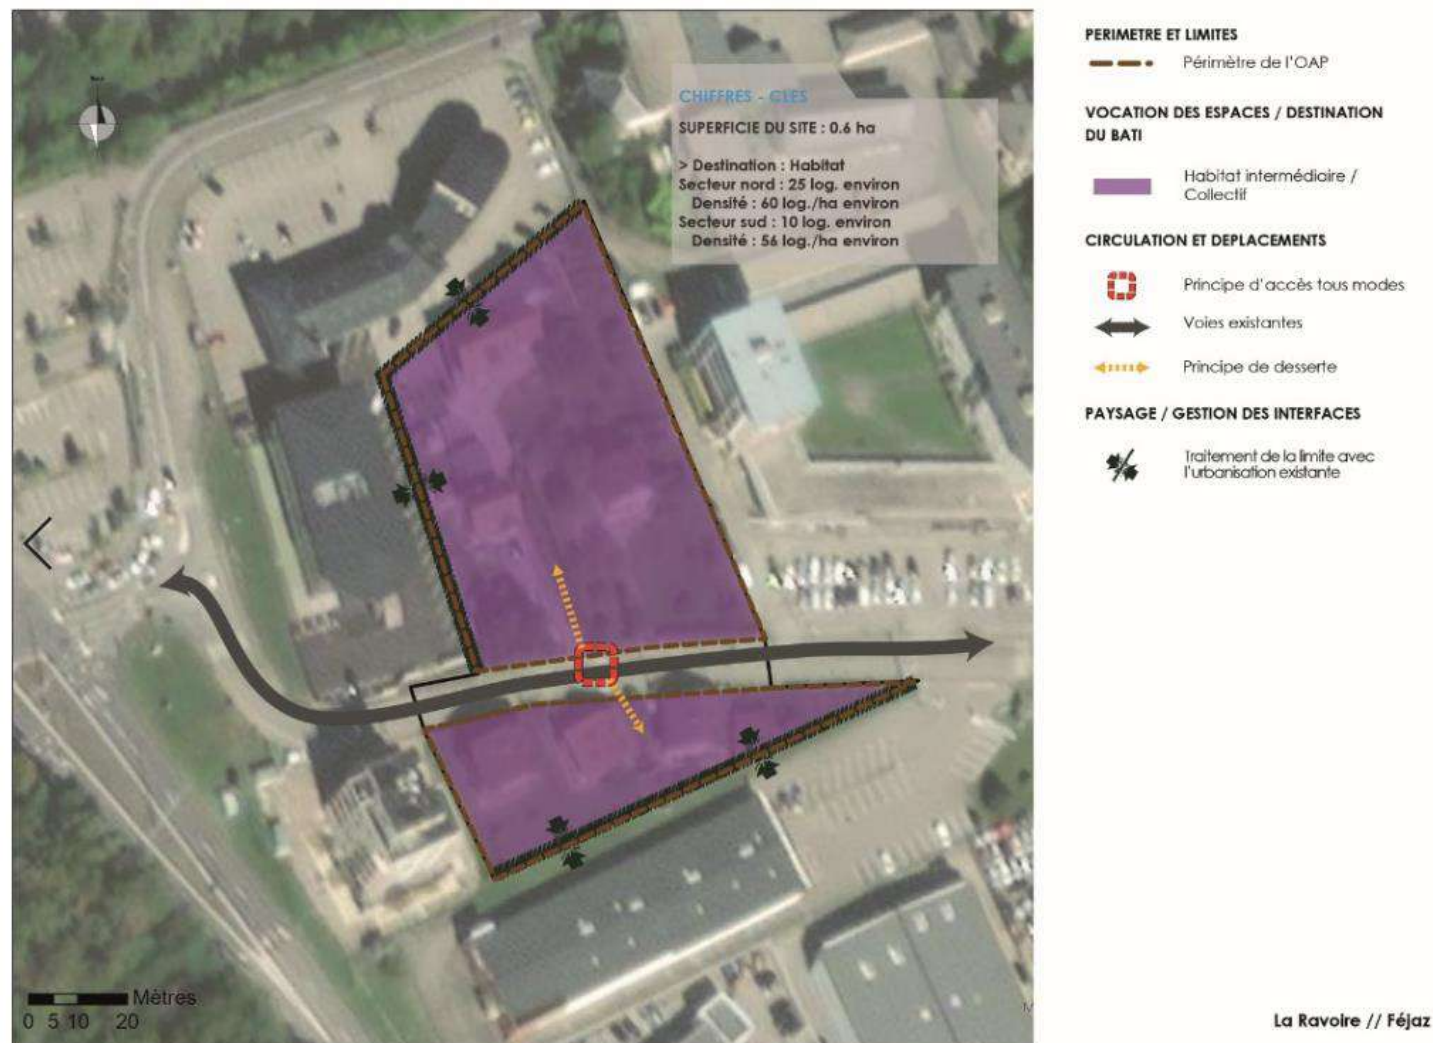 CHIFFRES - CLES
SUPERFICIE DU SITE : 0.6 ha
> Destination : Habitat
Secteur nord : 25 log. environ
Densité : 60 log./ha environ
Secteur sud : 10 log. environ
Densité : 56 log./ha environ
Mètres
0 5 10 20
PERIMETRE ET LIMITES
Périmètre de l'OAP
VOCATION DES ESPACES / DESTINATION
DU BATI
Habitat intermédiaire /
Collectif
CIRCULATION ET DEPLACEMENTS
Principe d'accès tous modes
Voies existantes
Principe de desserte
PAYSAGE / GESTION DES INTERFACES
Traitement de la limite avec
l'urbanisation existante
La Ravoire // Féjaz